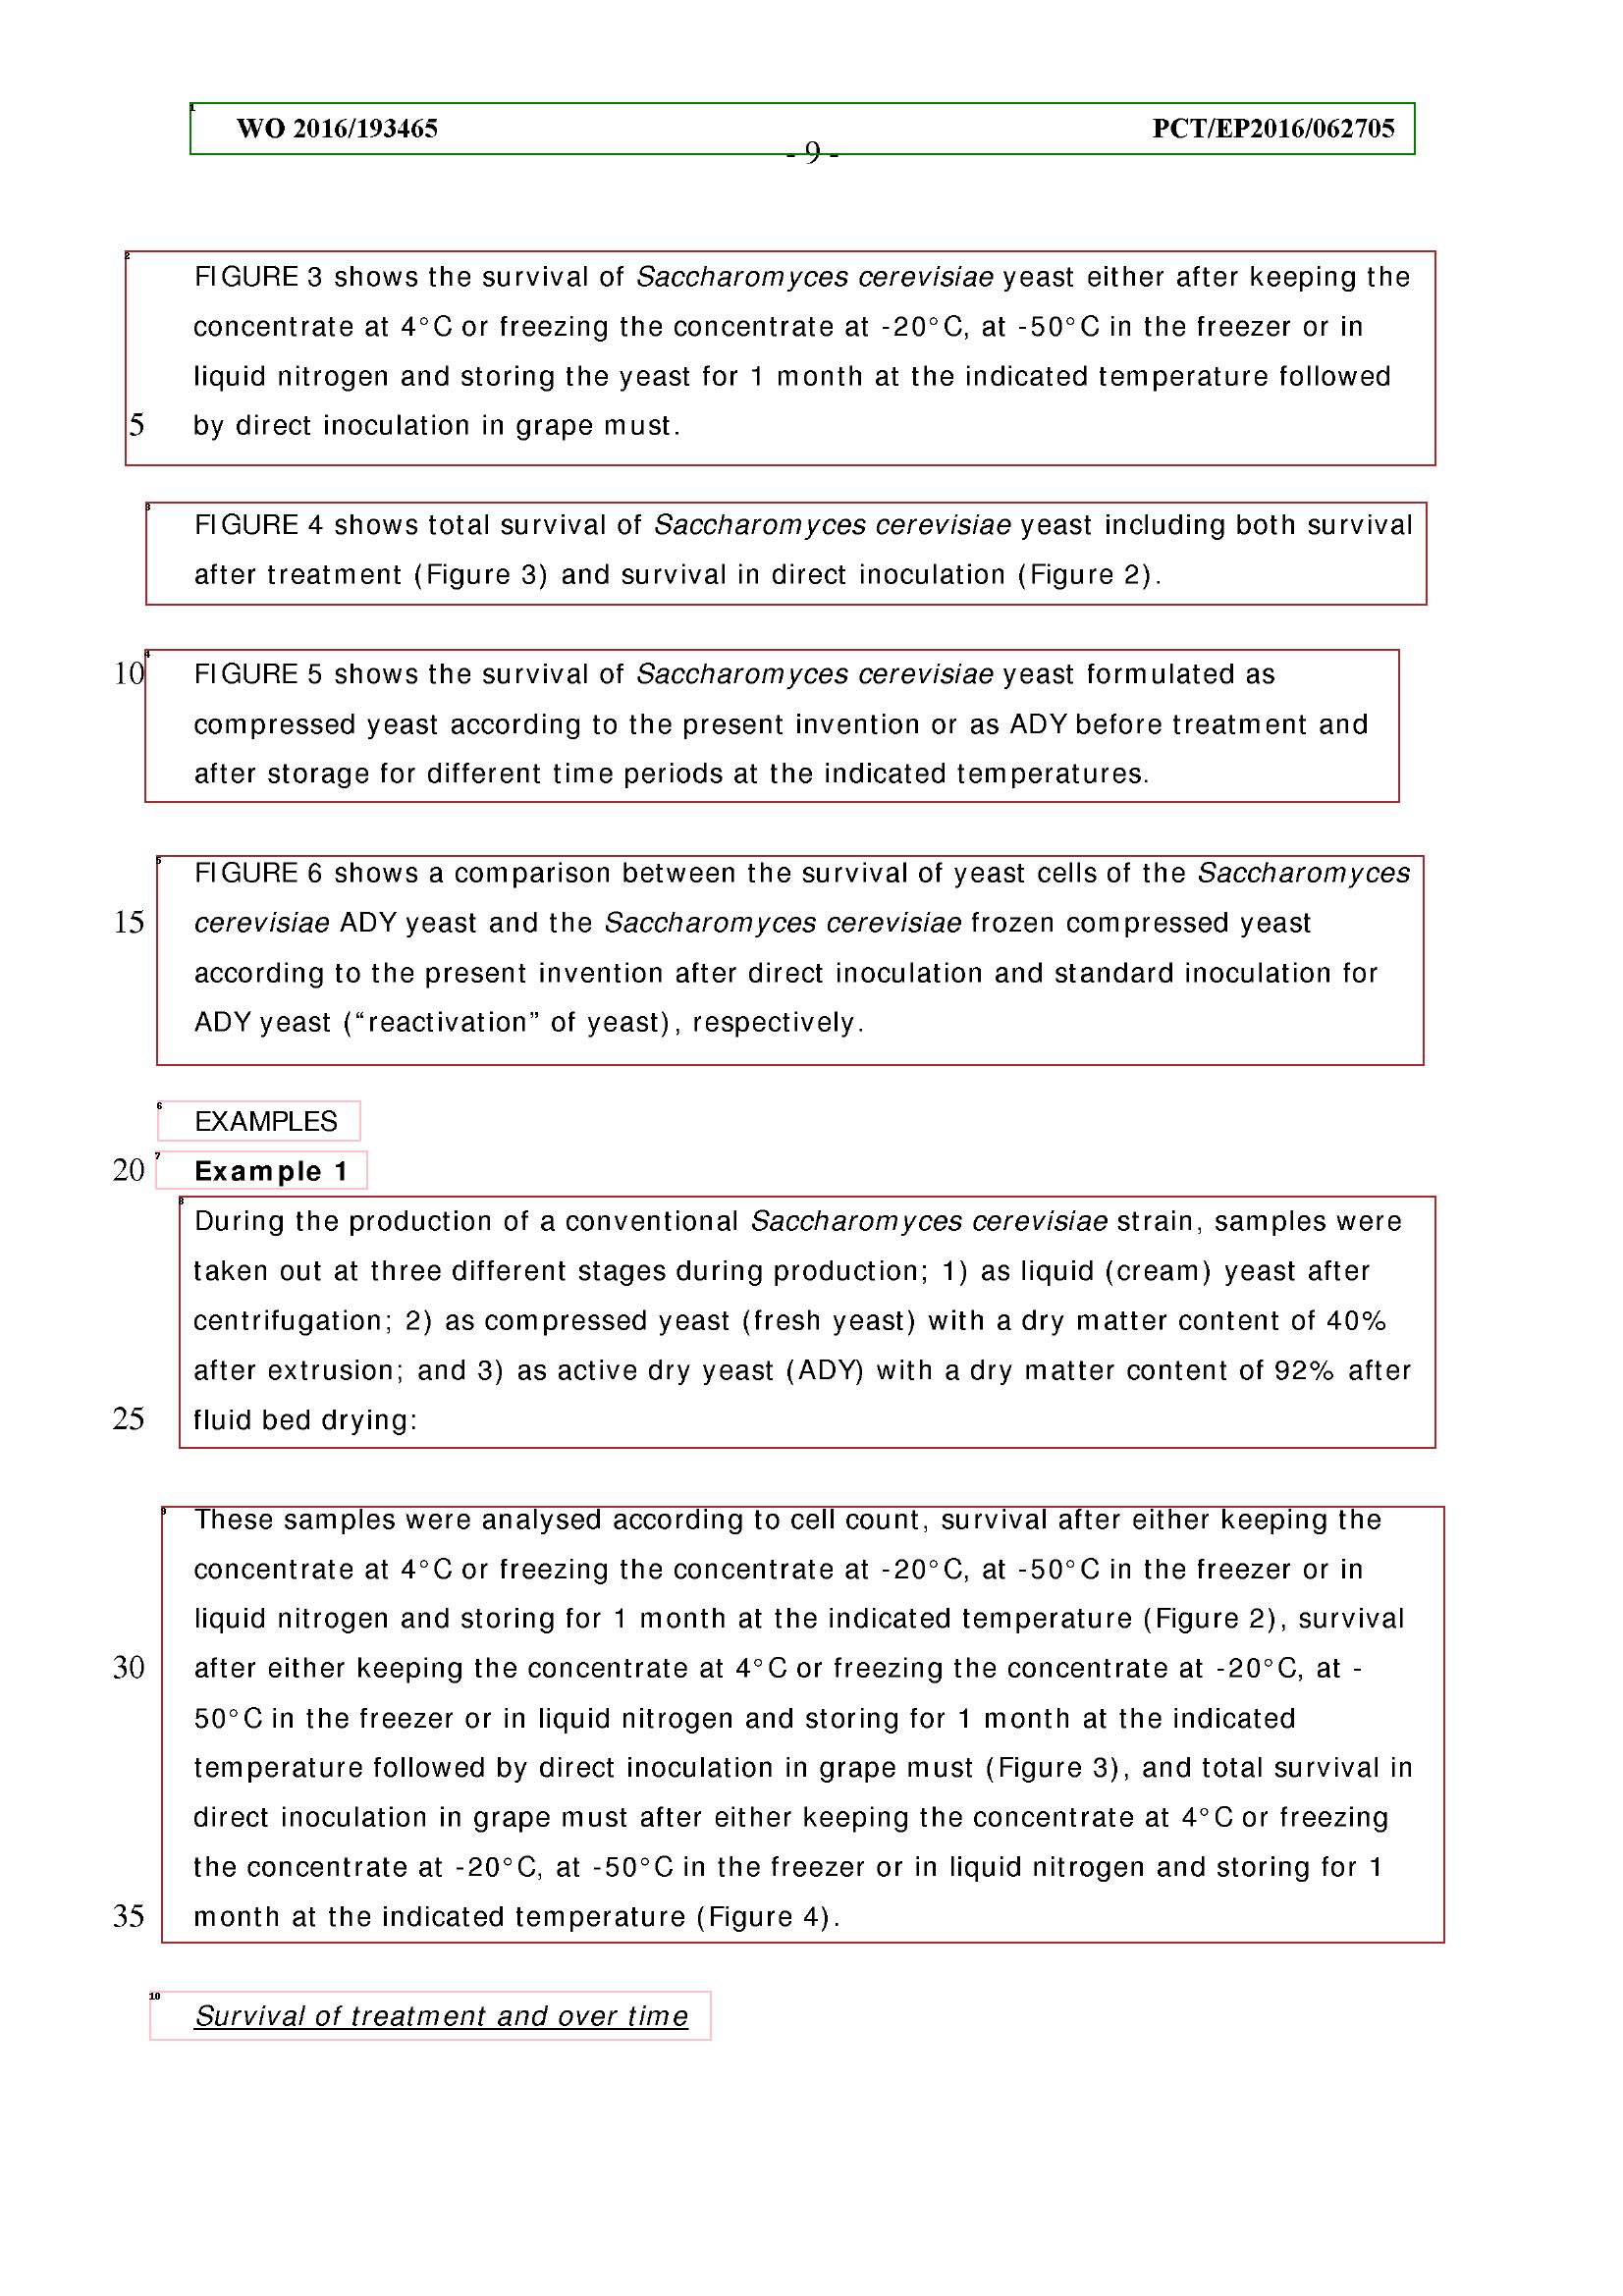 WO 2016/193465 PCT/EP2016/062705
- 9 -
2
FIGURE 3 shows the survival of Saccharomyces cerevisiae yeast either after keeping the
concentrate at 4°C or freezing the concentrate at -20°C, at -50°C in the freezer or in
liquid nitrogen and storing the yeast for 1 month at the indicated temperature followed
5 by direct inoculation in grape must.
3
FIGURE 4 shows total survival of Saccharomyces cerevisiae yeast including both survival
after treatment (Figure 3) and survival in direct inoculation (Figure 2).
4
10 FIGURE 5 shows the survival of Saccharomyces cerevisiae yeast formulated as
compressed yeast according to the present invention or as ADY before treatment and
after storage for different time periods at the indicated temperatures.
5
FIGURE 6 shows a comparison between the survival of yeast cells of the Saccharomyces
15 cerevisiae ADY yeast and the Saccharomyces cerevisiae frozen compressed yeast
according to the present invention after direct inoculation and standard inoculation for
ADY yeast (“reactivation” of yeast), respectively.
6
EXAMPLES
7
20 Example 1
8
During the production of a conventional Saccharomyces cerevisiae strain, samples were
taken out at three different stages during production; 1) as liquid (cream) yeast after
centrifugation; 2) as compressed yeast (fresh yeast) with a dry matter content of 40%
after extrusion; and 3) as active dry yeast (ADY) with a dry matter content of 92% after
25 fluid bed drying:
9
These samples were analysed according to cell count, survival after either keeping the
concentrate at 4°C or freezing the concentrate at -20°C, at -50°C in the freezer or in
liquid nitrogen and storing for 1 month at the indicated temperature (Figure 2), survival
30 after either keeping the concentrate at 4°C or freezing the concentrate at -20°C, at -
50°C in the freezer or in liquid nitrogen and storing for 1 month at the indicated
temperature followed by direct inoculation in grape must (Figure 3), and total survival in
direct inoculation in grape must after either keeping the concentrate at 4°C or freezing
the concentrate at -20°C, at -50°C in the freezer or in liquid nitrogen and storing for 1
35 month at the indicated temperature (Figure 4).
10
Survival of treatment and over time